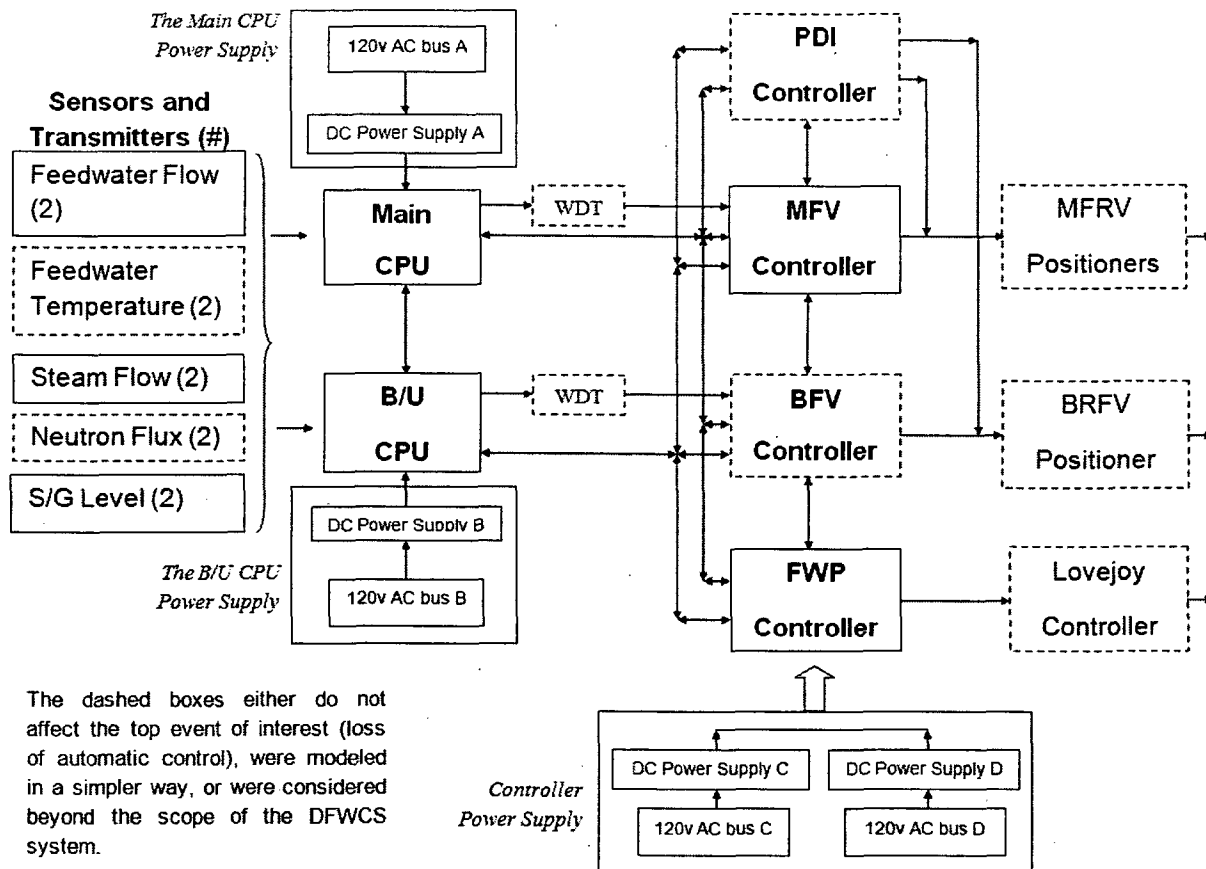 The Main CPU
Power Supply
120v AC bus A
DC Power Supply A
Sensors and
Transmitters (#)
Feedwater Flow
(2)
Feedwater
Temperature (2)
Steam Flow (2)
Neutron Flux (2)
S/G Level (2)
Main
CPU
B/U
CPU
WDT
WDT
DC Power Supply B
120v AC bus B
The B/U CPU
Power Supply
PDI
Controller
MFV
Controller
BFV
Controller
FWP
Controller
MFRV
Positioners
BRFV
Positioner
Lovejoy
Controller
The dashed boxes either do not
affect the top event of interest (loss
of automatic control), were modeled
in a simpler way, or were considered
beyond the scope of the DFWCS
system.
Controller
Power Supply
DC Power Supply C
DC Power Supply D
120v AC bus C
120v AC bus D